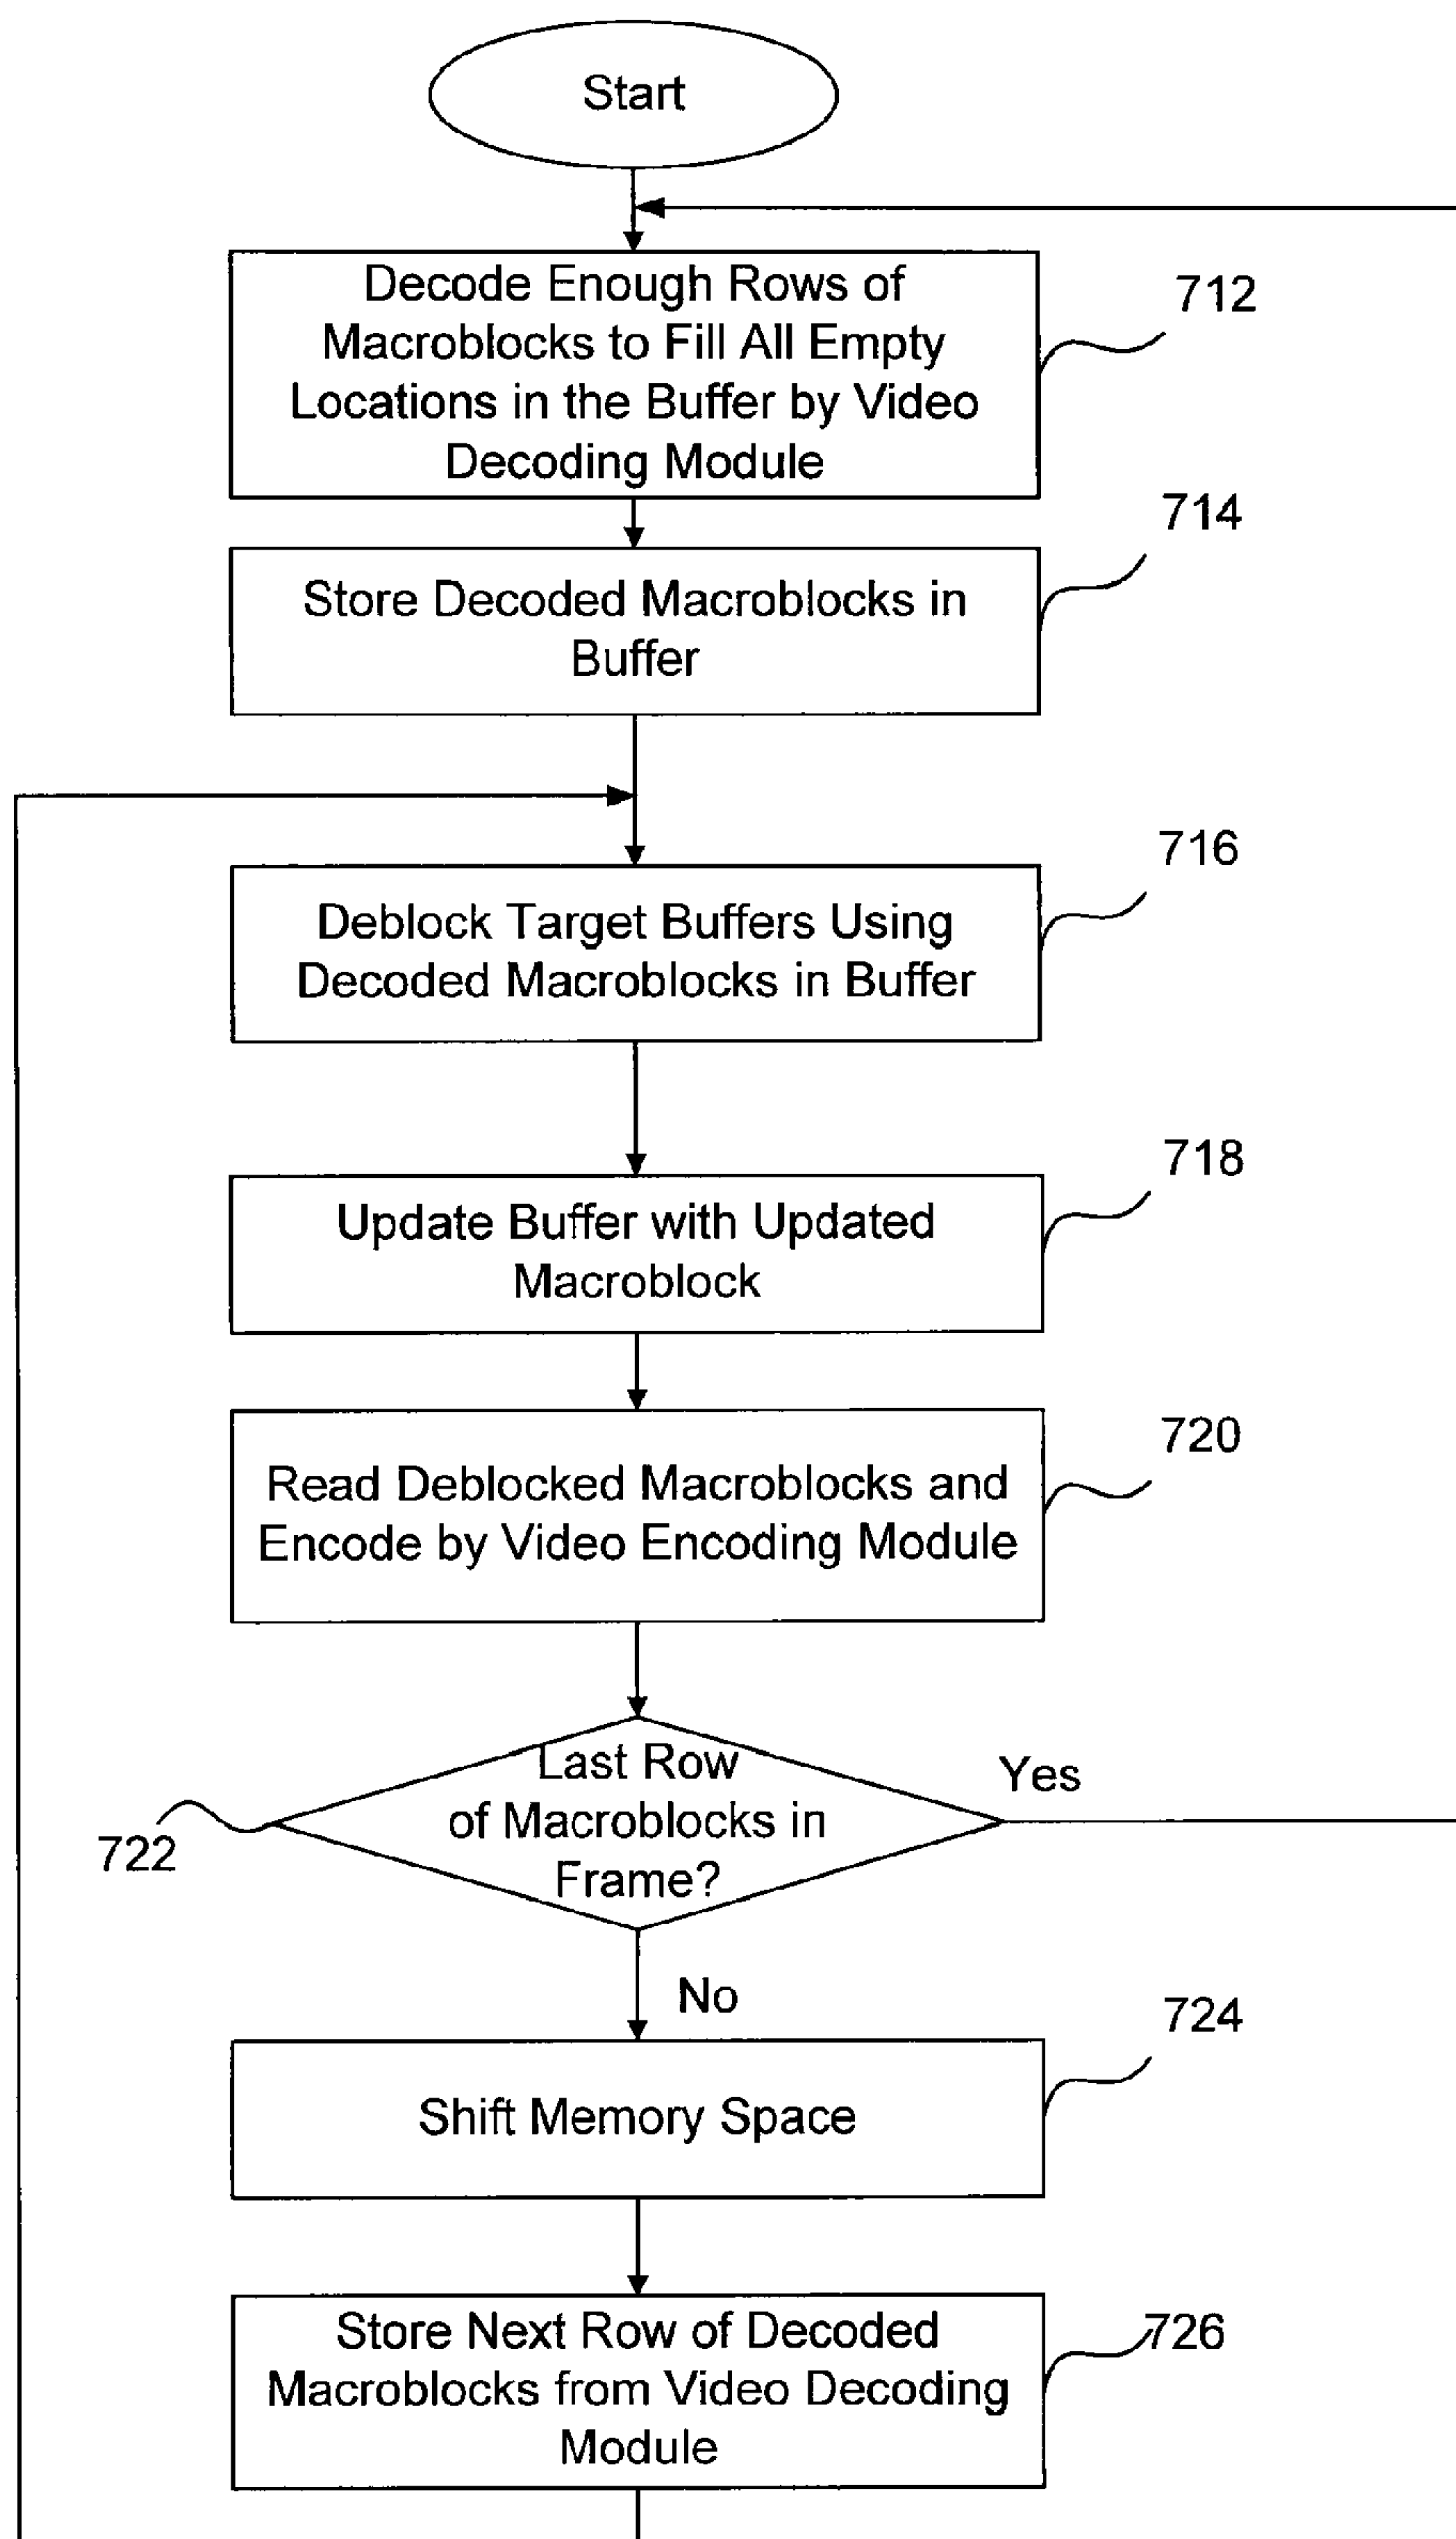 Start
Decode Enough Rows of
Macroblocks to Fill All Empty
Locations in the Buffer by Video
Decoding Module
712
Store Decoded Macroblocks in
Buffer
714
Deblock Target Buffers Using
Decoded Macroblocks in Buffer
716
Update Buffer with Updated
Macroblock
718
Read Deblocked Macroblocks and
Encode by Video Encoding Module
720
Last Row
of Macroblocks in
Frame?
Yes
722
No
Shift Memory Space
724
Store Next Row of Decoded
Macroblocks from Video Decoding
Module
726